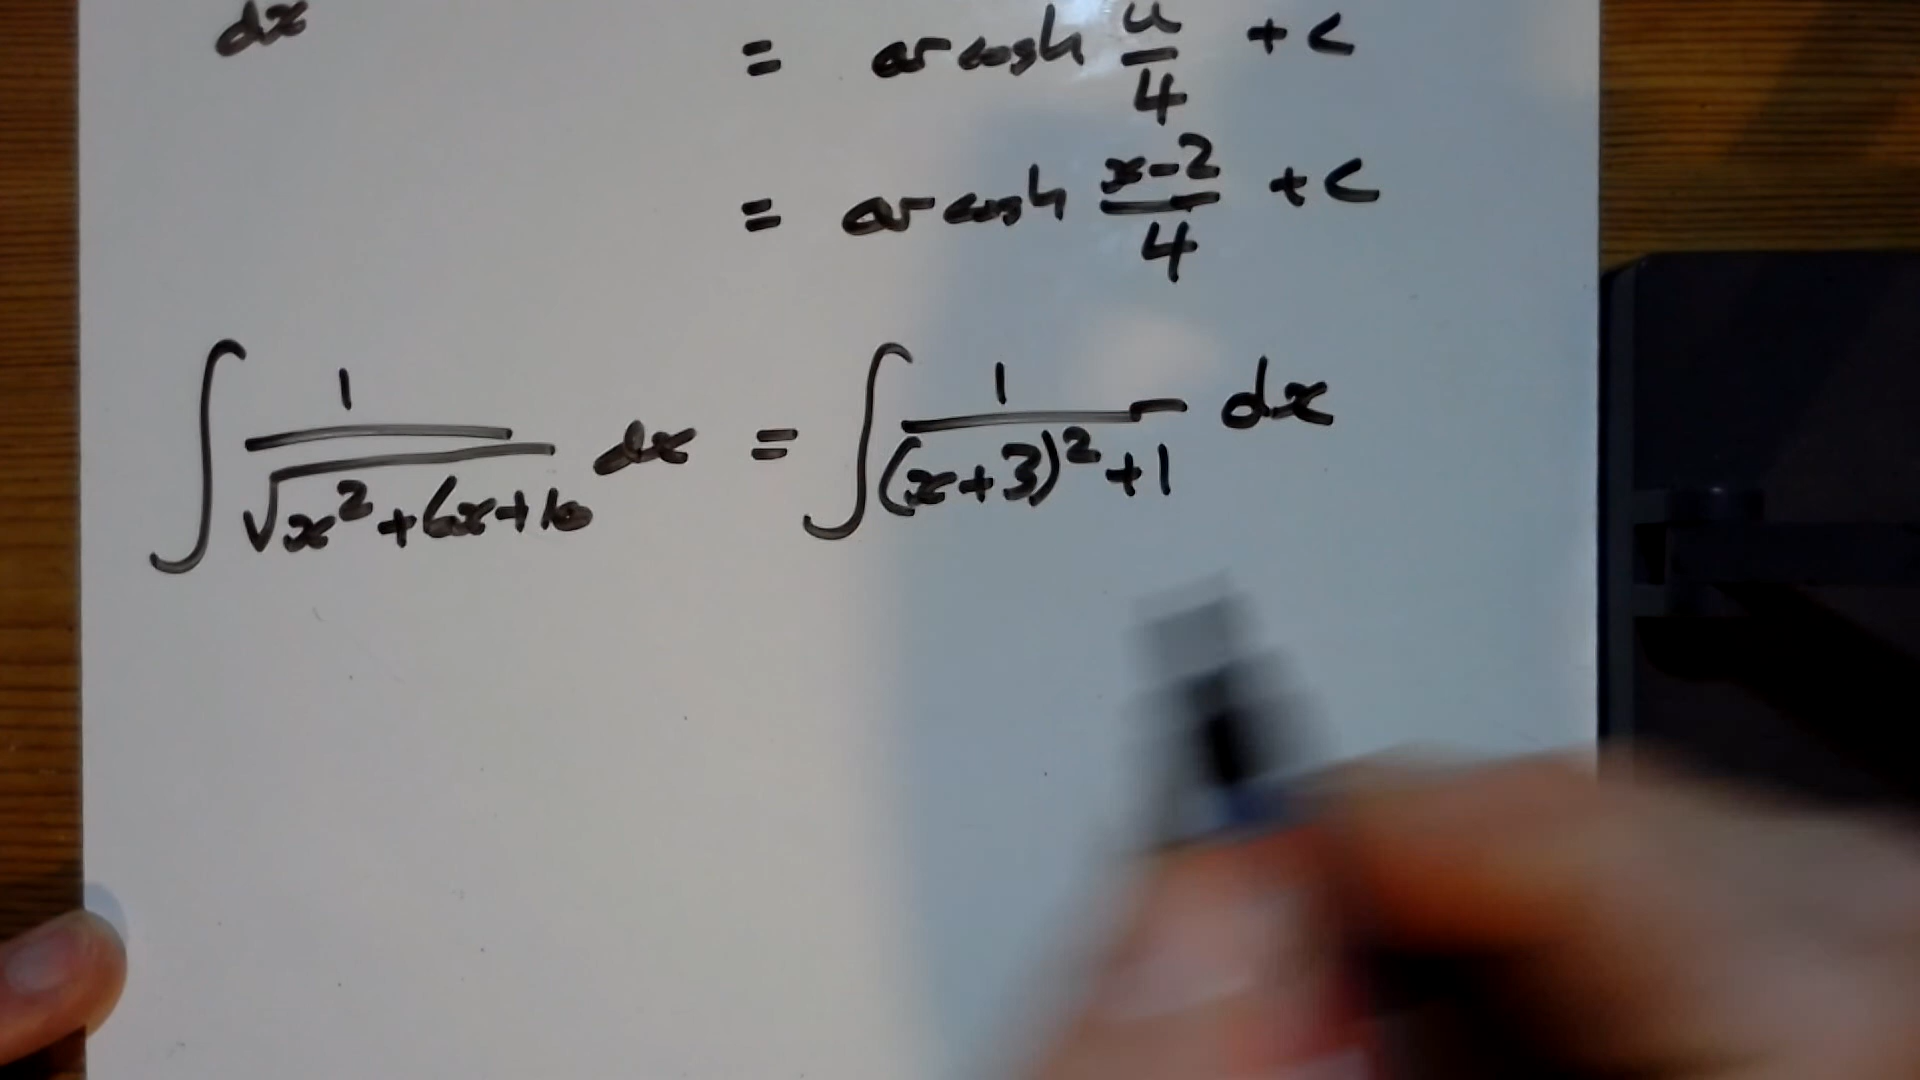 dx
= arcosh u/4 + c
= arcosh (x-2)/4 + c
∫ 1/√(x² + 6x + 10) dx = ∫ 1/((x+3)² + 1) dx